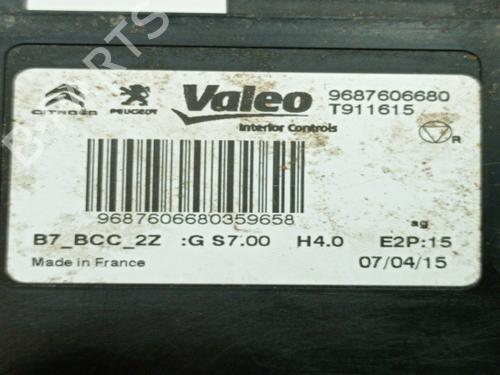 CITROËN PEUGEOT Valeo 9687606680
T911615
Interior Controls
R
9687606680359658
ag
B7_BCC_2Z :G S7.00 H4.0 E2P:15
Made in France 07/04/15